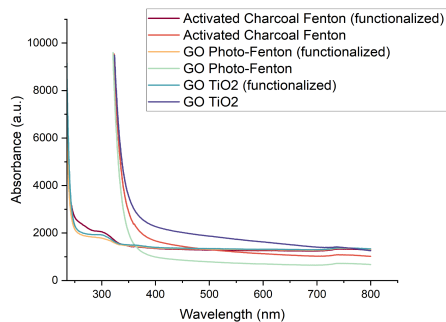 Activated Charcoal Fenton (functionalized)
Activated Charcoal Fenton
GO Photo-Fenton (functionalized)
GO Photo-Fenton
GO TiO2 (functionalized)
GO TiO2
10000
8000
6000
4000
2000
0
Absorbance (a.u.)
300 400 500 600 700 800
Wavelength (nm)